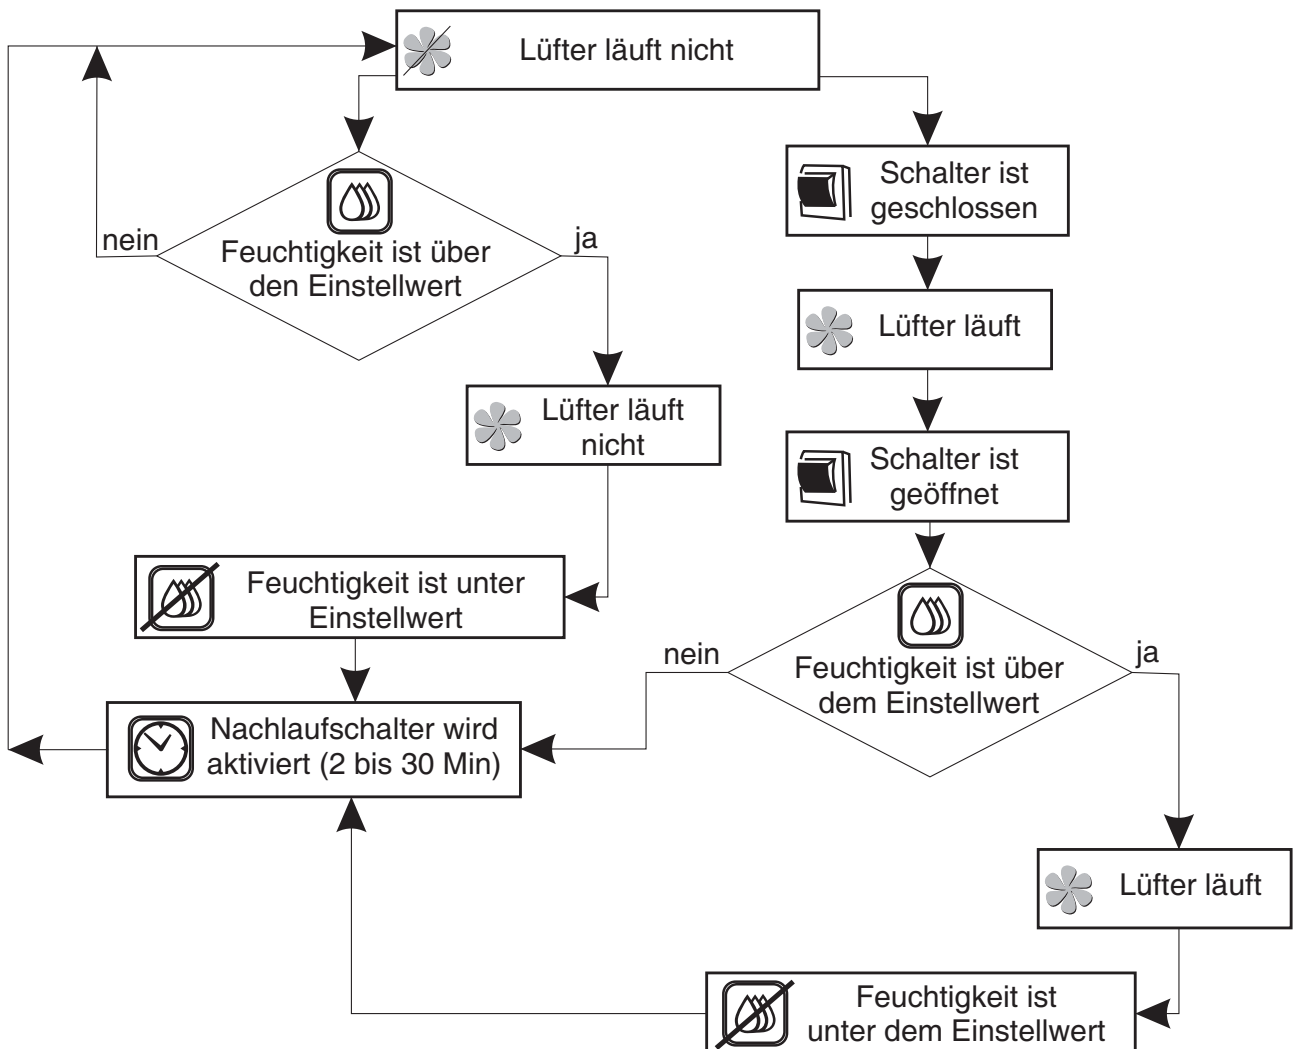 Lüfter läuft nicht
Schalter ist
geschlossen
nein
Feuchtigkeit ist über
den Einstellwert
ja
Lüfter läuft
Lüfter läuft
nicht
Schalter ist
geöffnet
Feuchtigkeit ist unter
Einstellwert
nein
Feuchtigkeit ist über
dem Einstellwert
ja
Nachlaufschalter wird
aktiviert (2 bis 30 Min)
Lüfter läuft
Feuchtigkeit ist
unter dem Einstellwert